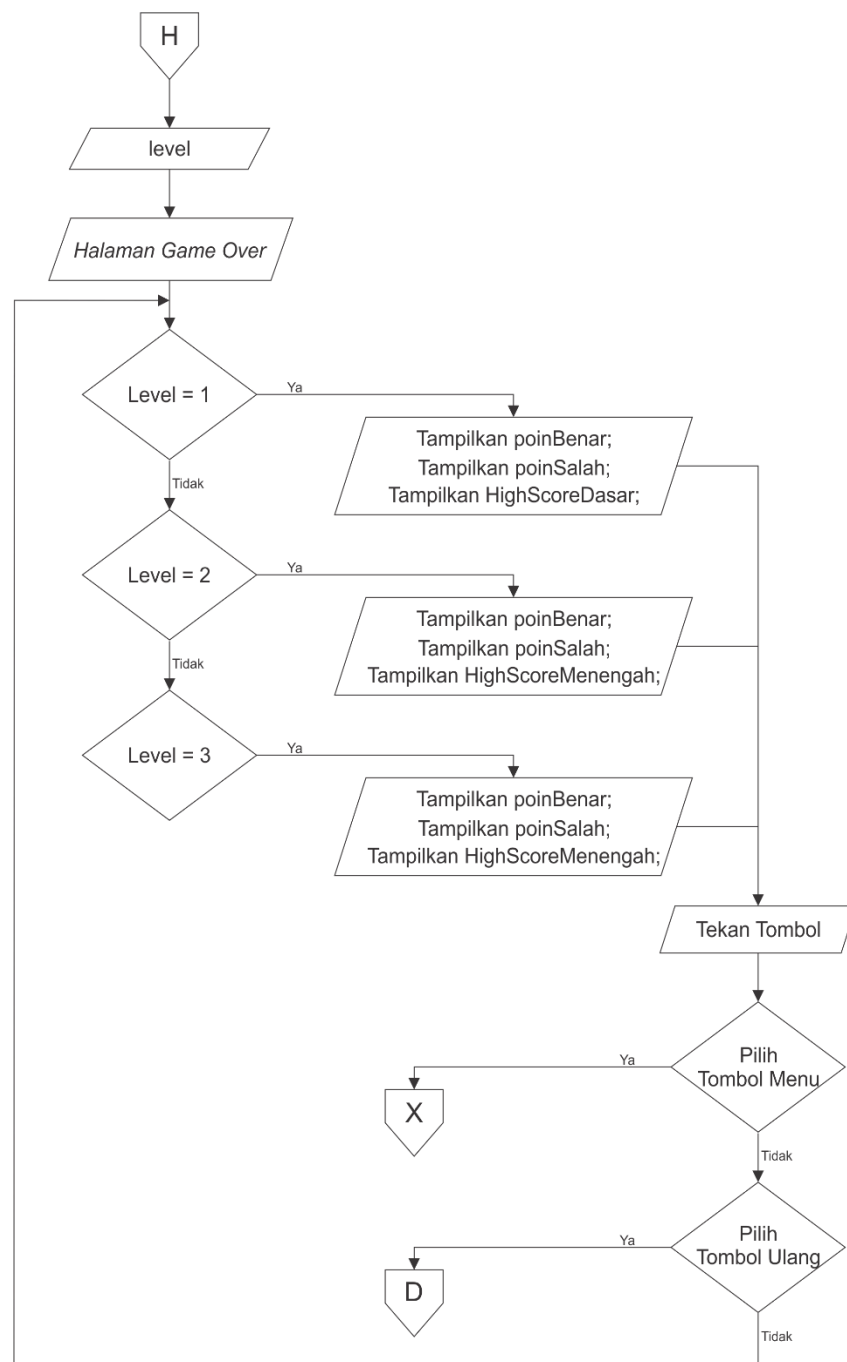 H
level
Halaman Game Over
Level = 1
Ya
Tampilkan poinBenar;
Tampilkan poinSalah;
Tampilkan HighScoreDasar;
Tidak
Level = 2
Ya
Tampilkan poinBenar;
Tampilkan poinSalah;
Tampilkan HighScoreMenengah;
Tidak
Level = 3
Ya
Tampilkan poinBenar;
Tampilkan poinSalah;
Tampilkan HighScoreMenengah;
Tekan Tombol
Pilih
Tombol Menu
Ya
X
Tidak
Pilih
Tombol Ulang
Ya
D
Tidak